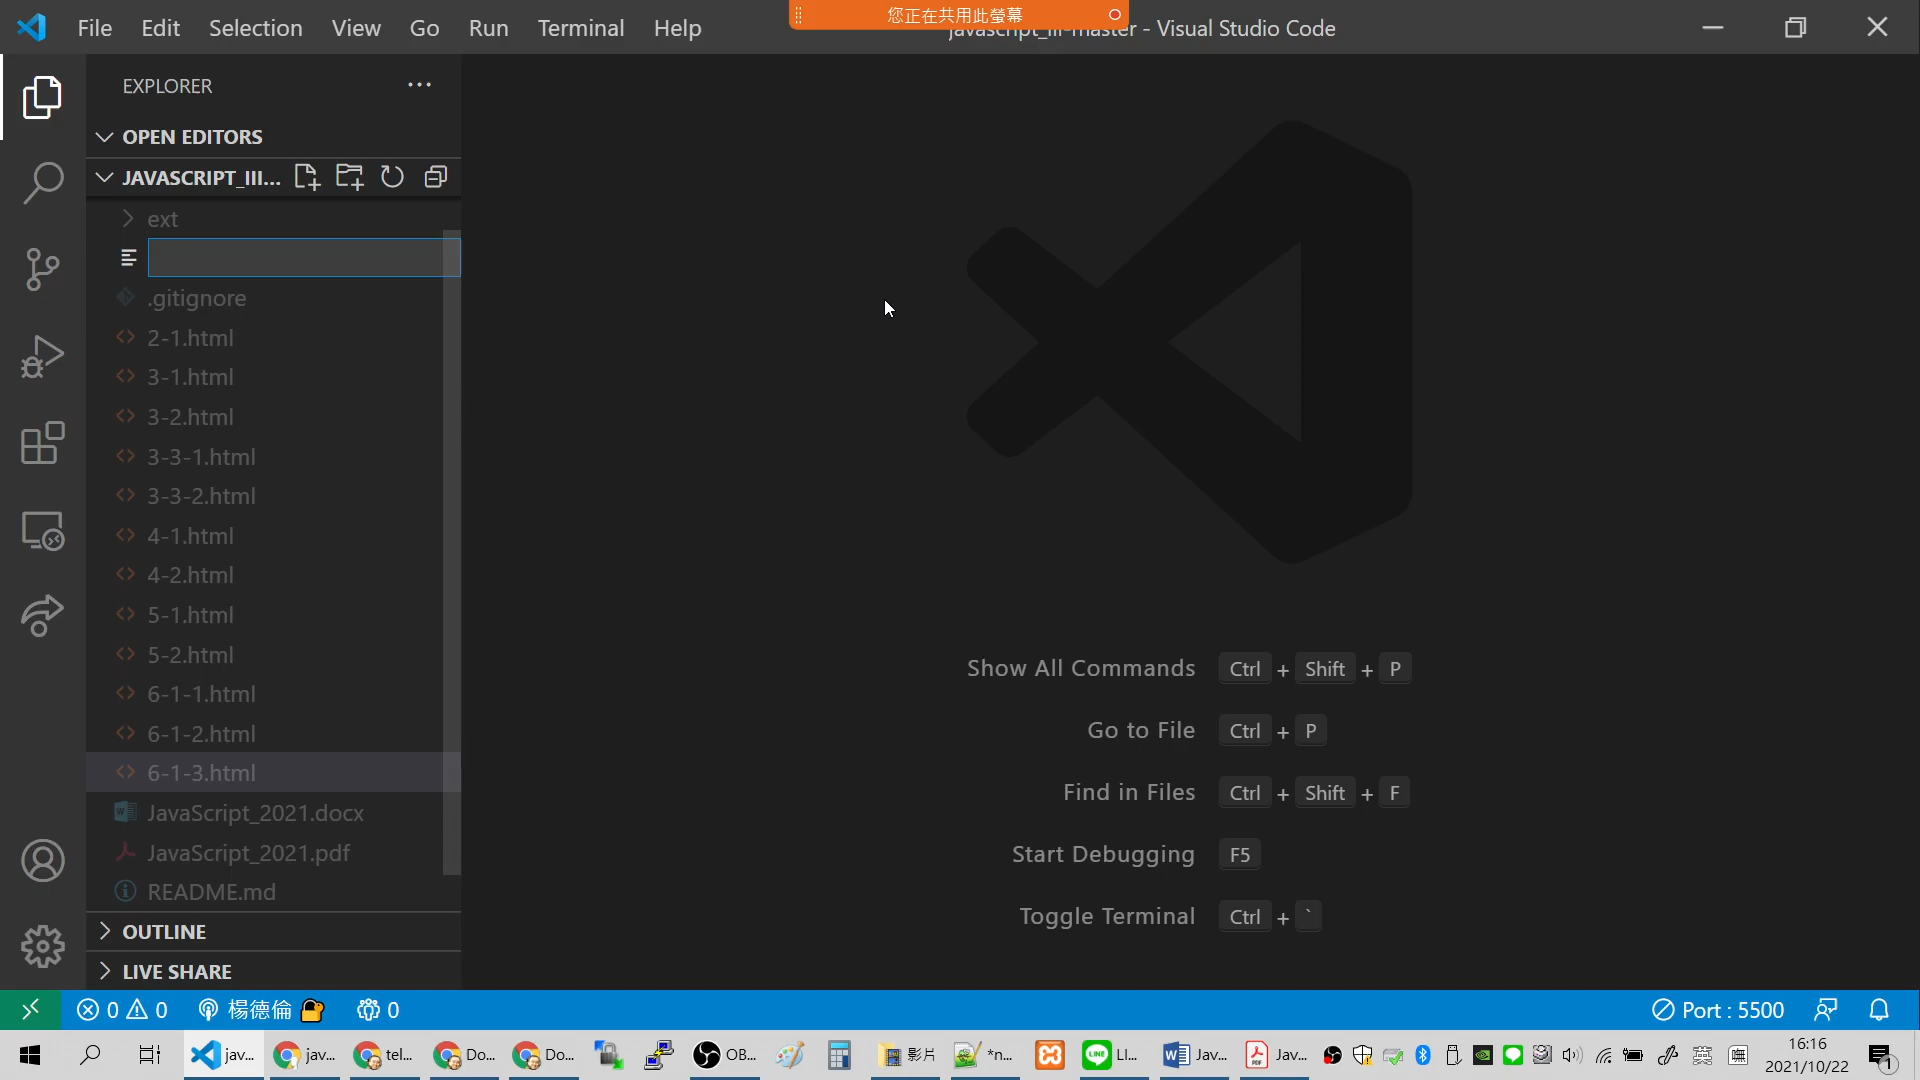 File Edit Selection View Go Run Terminal Help
您正在共用此螢幕
javascript_iii-master - Visual Studio Code
EXPLORER
OPEN EDITORS
JAVASCRIPT_III...
ext
.gitignore
2-1.html
3-1.html
3-2.html
3-3-1.html
3-3-2.html
4-1.html
4-2.html
5-1.html
5-2.html
6-1-1.html
6-1-2.html
6-1-3.html
JavaScript_2021.docx
JavaScript_2021.pdf
README.md
OUTLINE
LIVE SHARE
Show All Commands Ctrl + Shift + P
Go to File Ctrl + P
Find in Files Ctrl + Shift + F
Start Debugging F5
Toggle Terminal Ctrl + `
0 0 楊德倫 0 Port : 5500
jav... jav... tel... Do... Do... OB... 影片 *n... LI... Jav... Jav... 英
16:16
2021/10/22
1